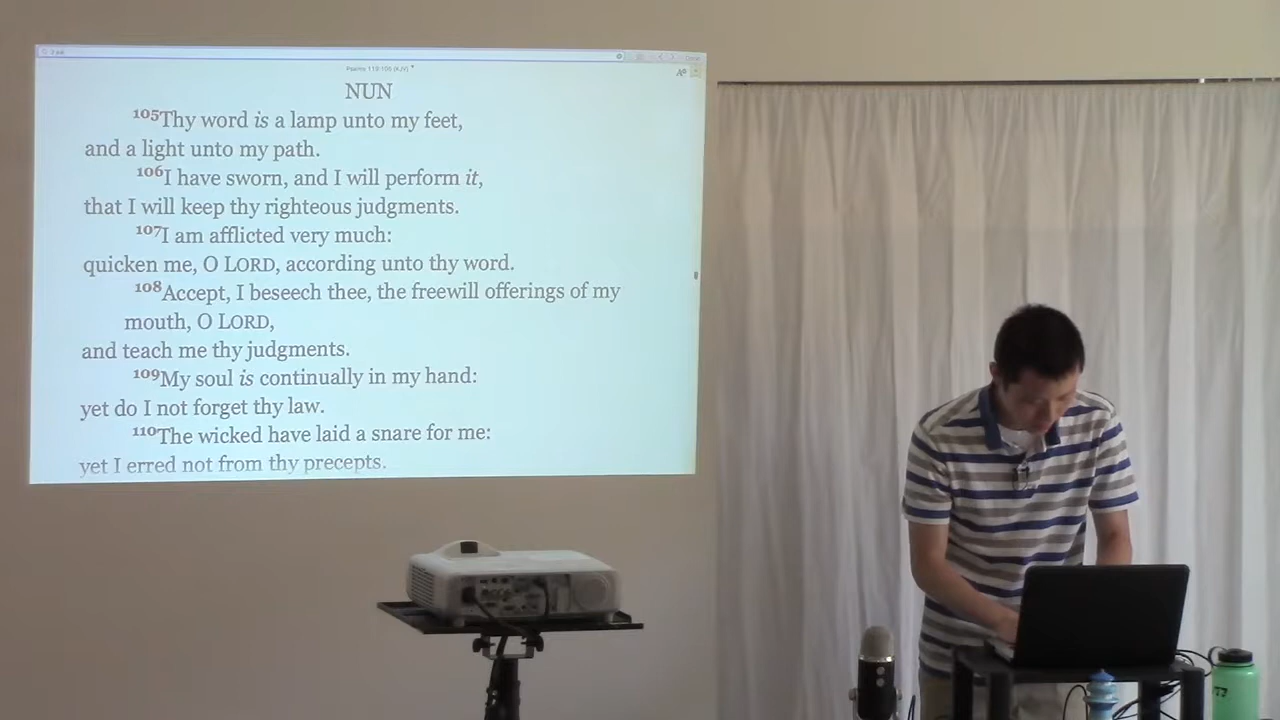 Psalms 119:105 (KJV)
NUN
105Thy word is a lamp unto my feet,
and a light unto my path.
106I have sworn, and I will perform it,
that I will keep thy righteous judgments.
107I am afflicted very much:
quicken me, O LORD, according unto thy word.
108Accept, I beseech thee, the freewill offerings of my
mouth, O LORD,
and teach me thy judgments.
109My soul is continually in my hand:
yet do I not forget thy law.
110The wicked have laid a snare for me:
yet I erred not from thy precepts.